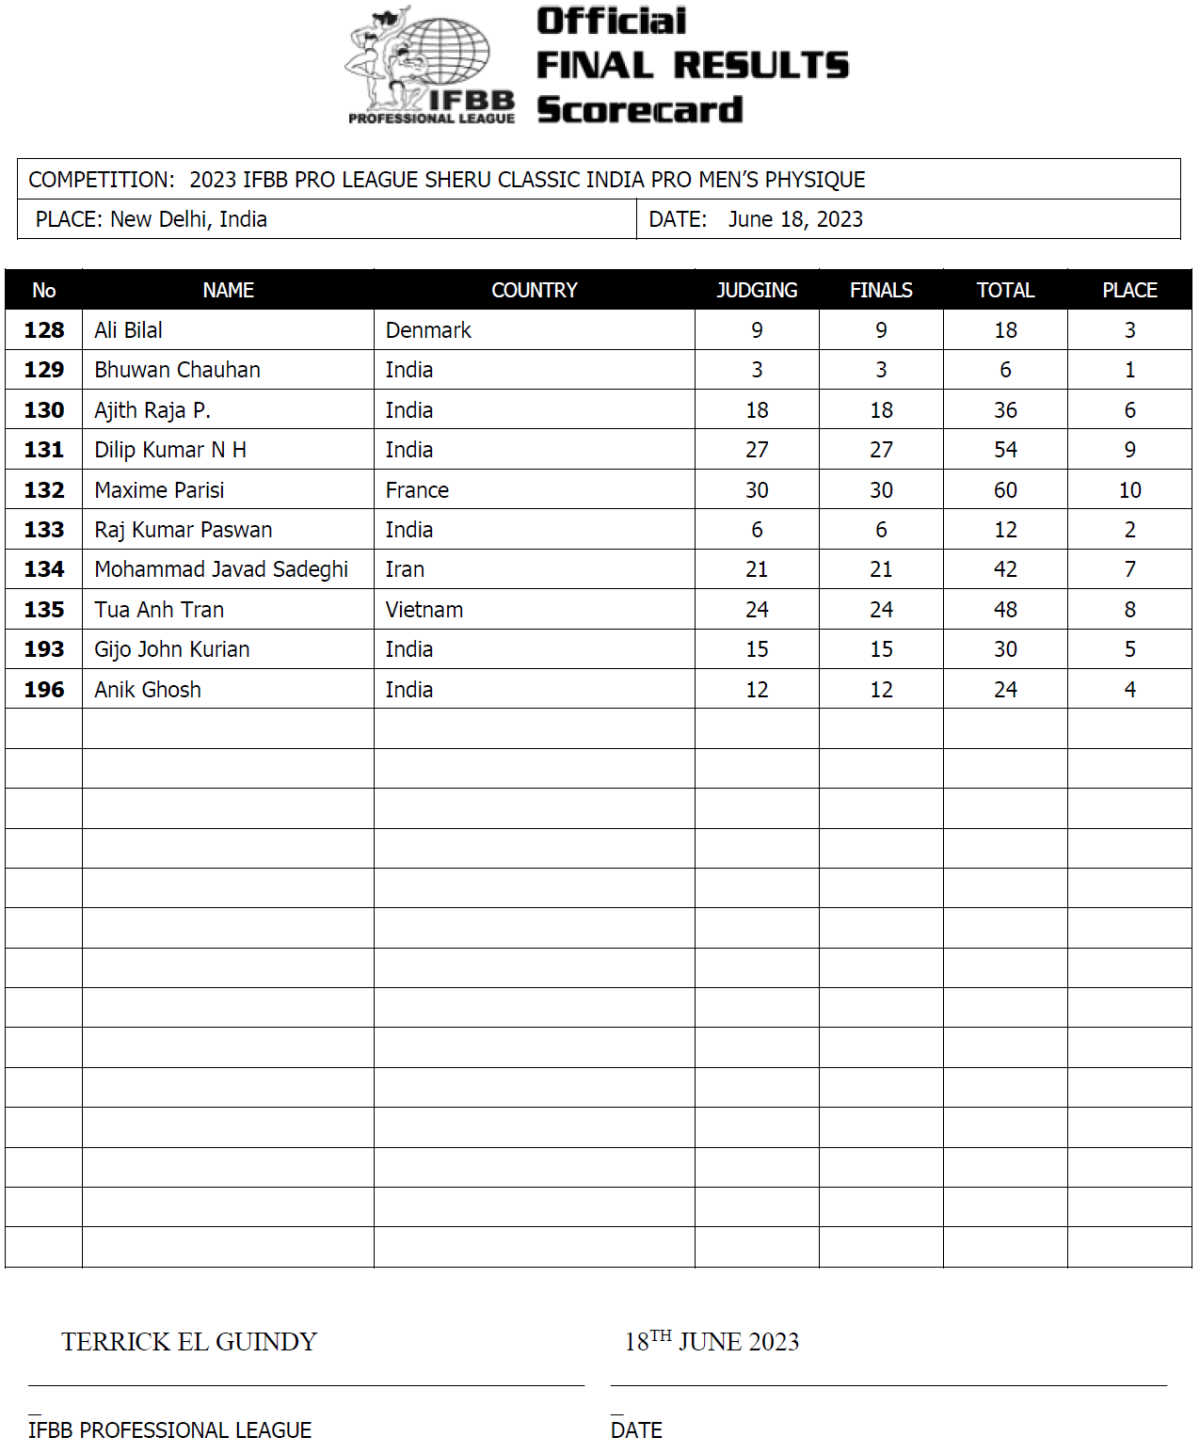 Official
FINAL RESULTS
Scorecard
IFBB
PROFESSIONAL LEAGUE
COMPETITION: 2023 IFBB PRO LEAGUE SHERU CLASSIC INDIA PRO MEN’S PHYSIQUE
PLACE: New Delhi, India DATE: June 18, 2023
No NAME COUNTRY JUDGING FINALS TOTAL PLACE
128 Ali Bilal Denmark 9 9 18 3
129 Bhuwan Chauhan India 3 3 6 1
130 Ajith Raja P. India 18 18 36 6
131 Dilip Kumar N H India 27 27 54 9
132 Maxime Parisi France 30 30 60 10
133 Raj Kumar Paswan India 6 6 12 2
134 Mohammad Javad Sadeghi Iran 21 21 42 7
135 Tua Anh Tran Vietnam 24 24 48 8
193 Gijo John Kurian India 15 15 30 5
196 Anik Ghosh India 12 12 24 4
TERRICK EL GUINDY 18TH JUNE 2023
IFBB PROFESSIONAL LEAGUE DATE